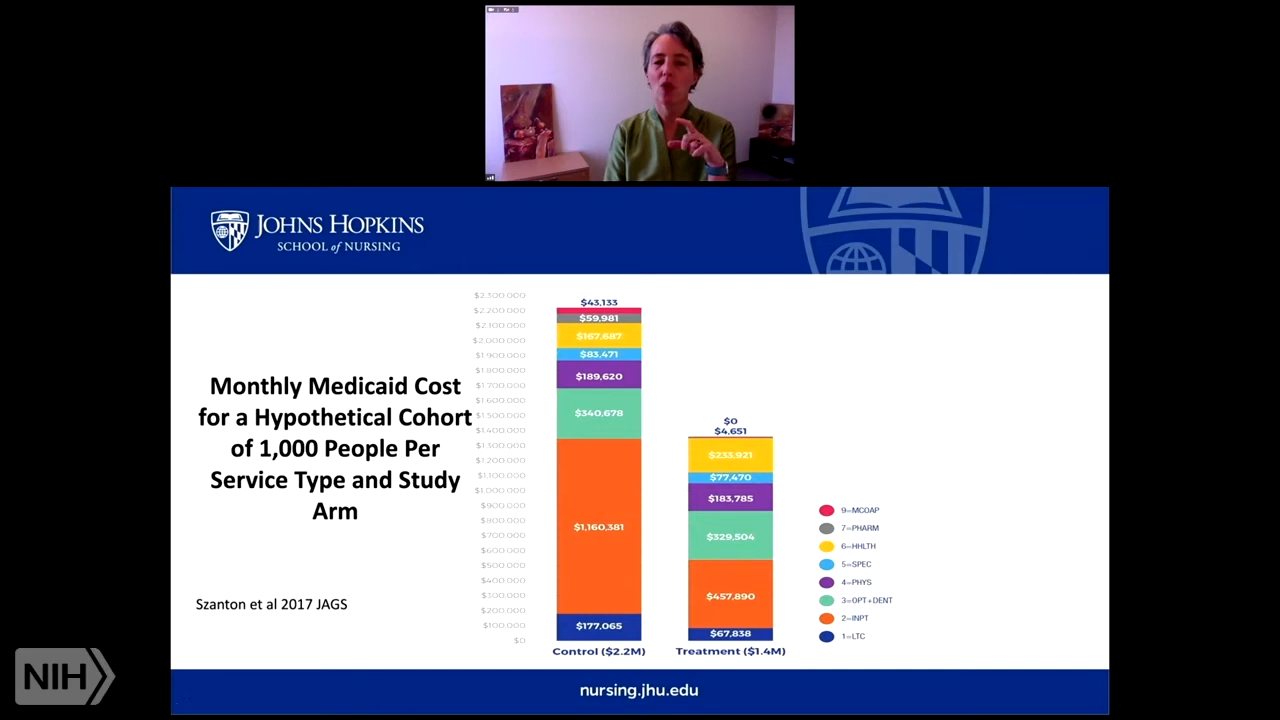 JOHNS HOPKINS
SCHOOL of NURSING
Monthly Medicaid Cost
for a Hypothetical Cohort
of 1,000 People Per
Service Type and Study
Arm
Szanton et al 2017 JAGS
$2,300,000
$2,200,000
$2,100,000
$2,000,000
$1,900,000
$1,800,000
$1,700,000
$1,600,000
$1,500,000
$1,400,000
$1,300,000
$1,200,000
$1,100,000
$1,000,000
$900,000
$800,000
$700,000
$600,000
$500,000
$400,000
$300,000
$200,000
$100,000
$0
$43,133
$59,981
$167,687
$83,471
$189,620
$340,678
$1,160,381
$177,065
Control ($2.2M)
$0
$4,651
$233,921
$77,470
$183,785
$329,504
$457,890
$67,838
Treatment ($1.4M)
9=MCOAP
7=PHARM
6=HHLTH
5=SPEC
4=PHYS
3=OPT+DENT
2=INPT
1=LTC
NIH
nursing.jhu.edu